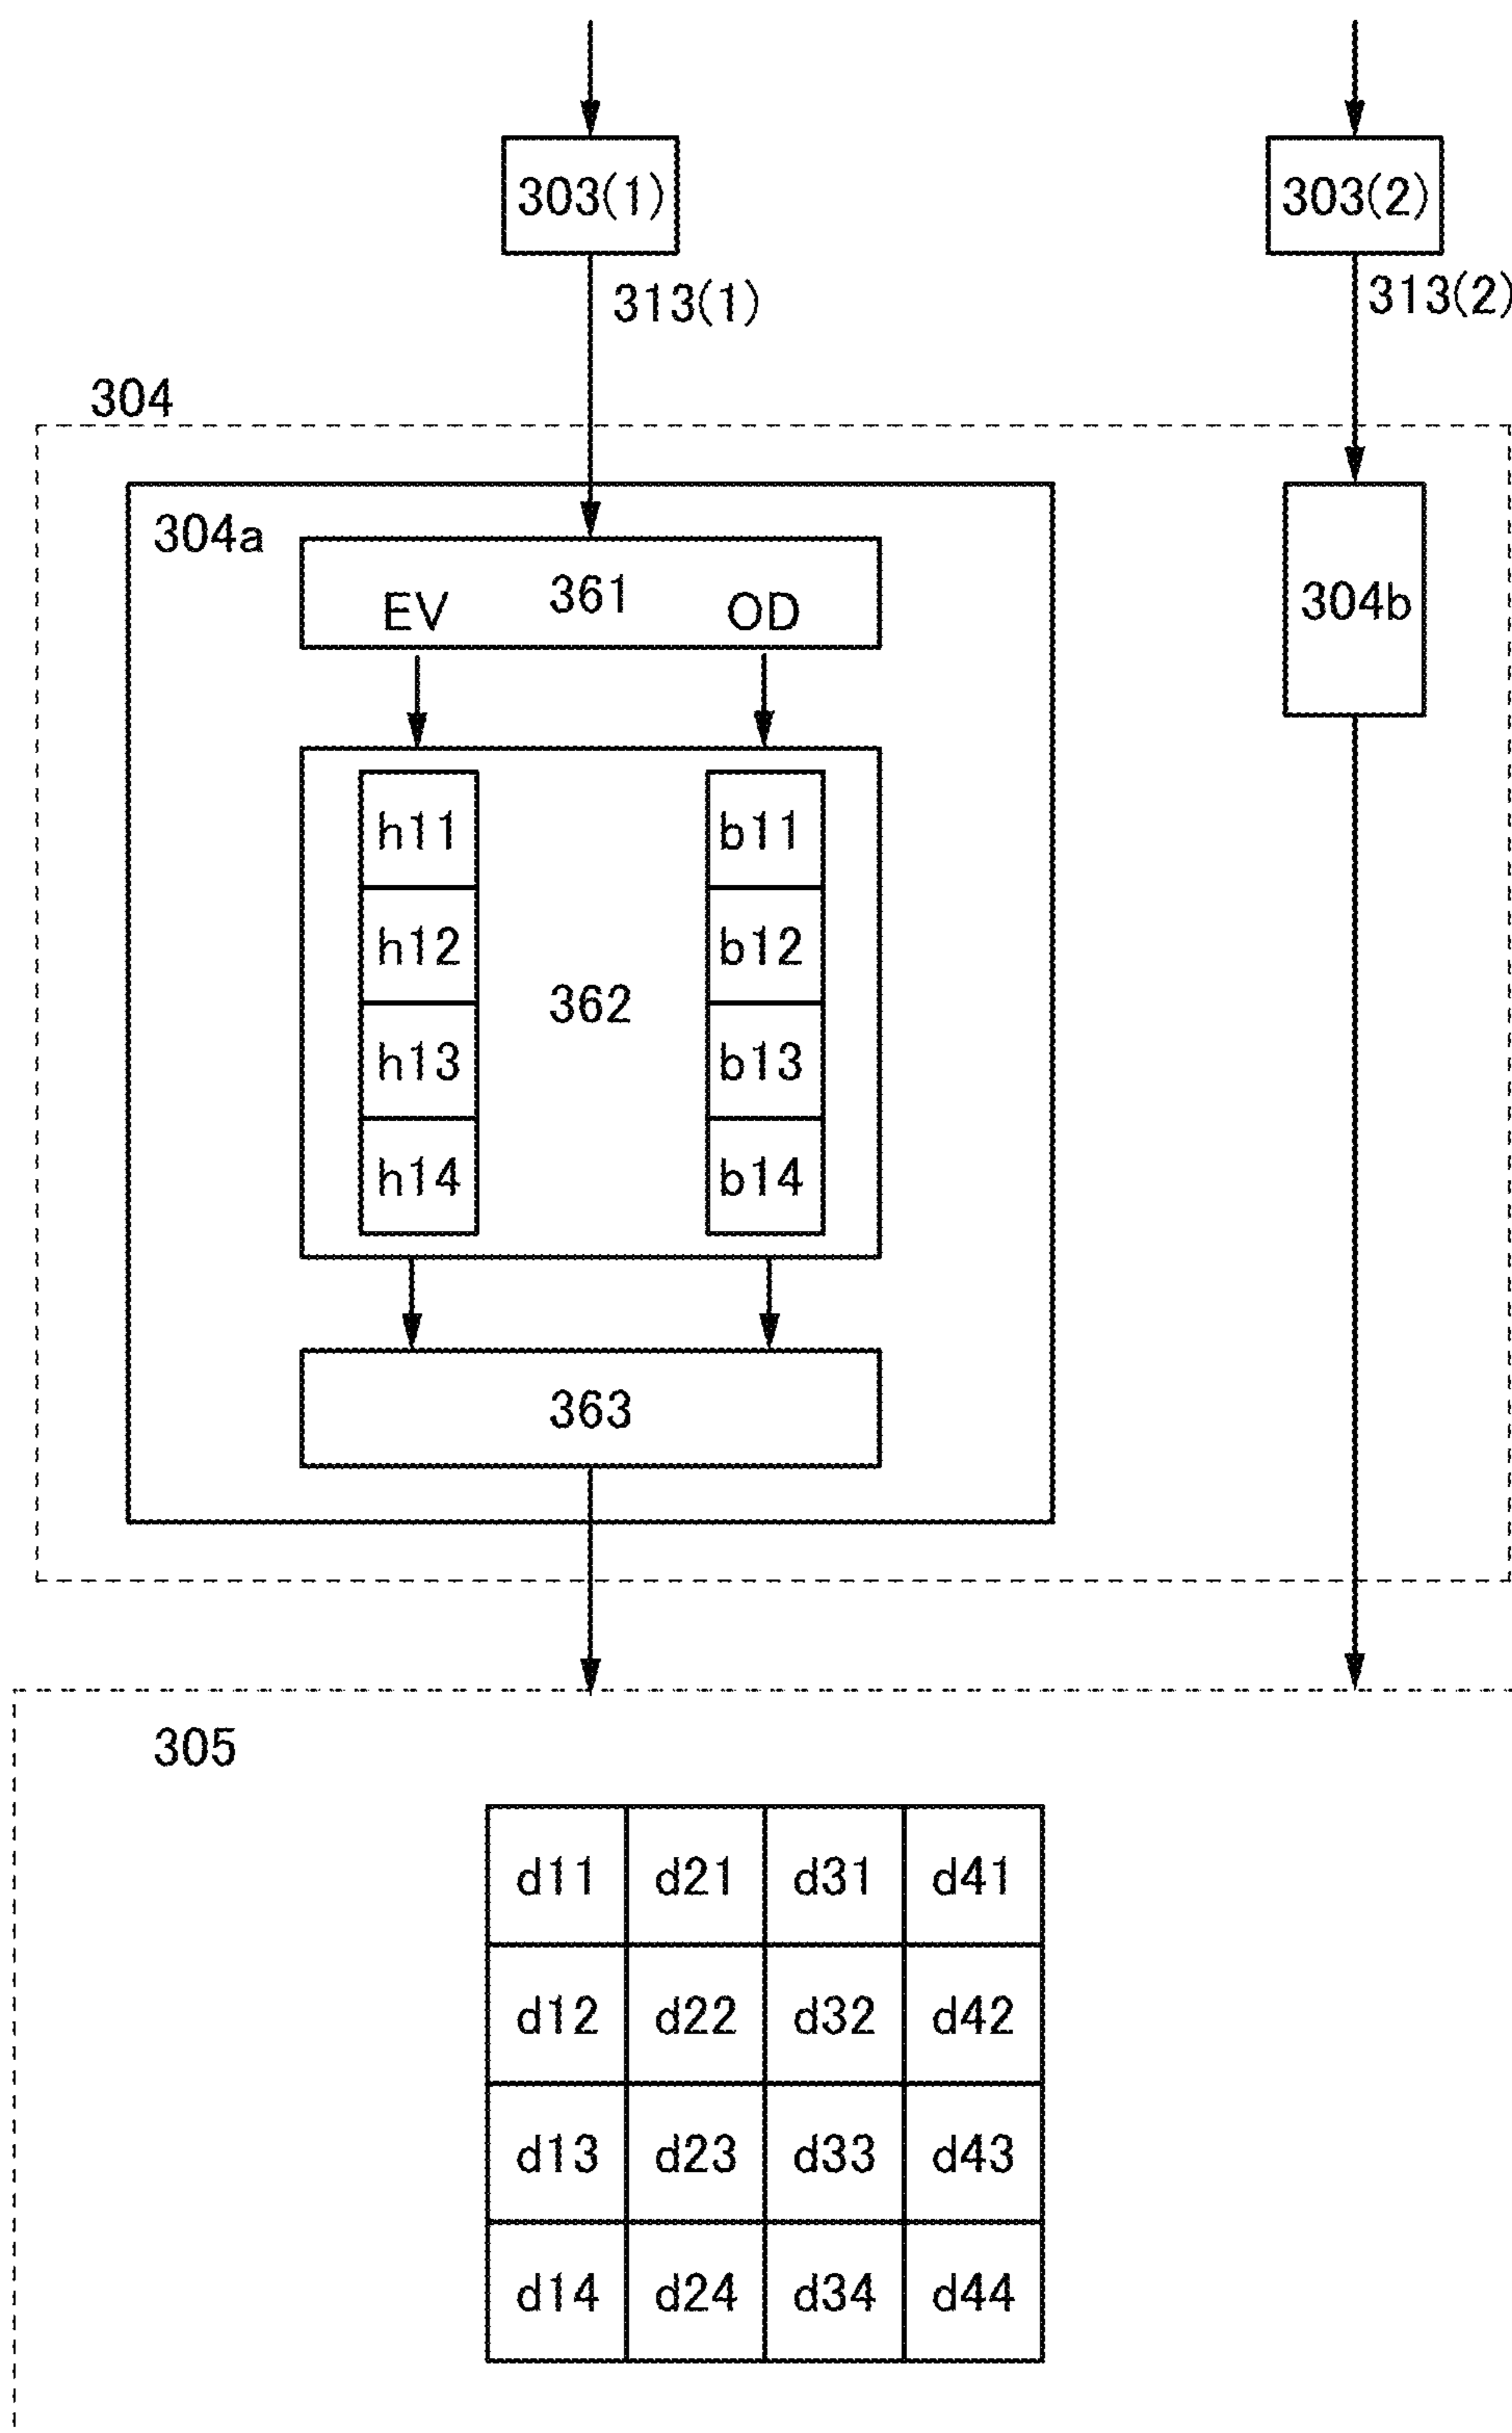 303(1) 303(2)
313(1) 313(2)
304
304a
361
EV OD
304b
h11 b11
h12 b12
362
h13 b13
h14 b14
363
305
d11 d21 d31 d41
d12 d22 d32 d42
d13 d23 d33 d43
d14 d24 d34 d44